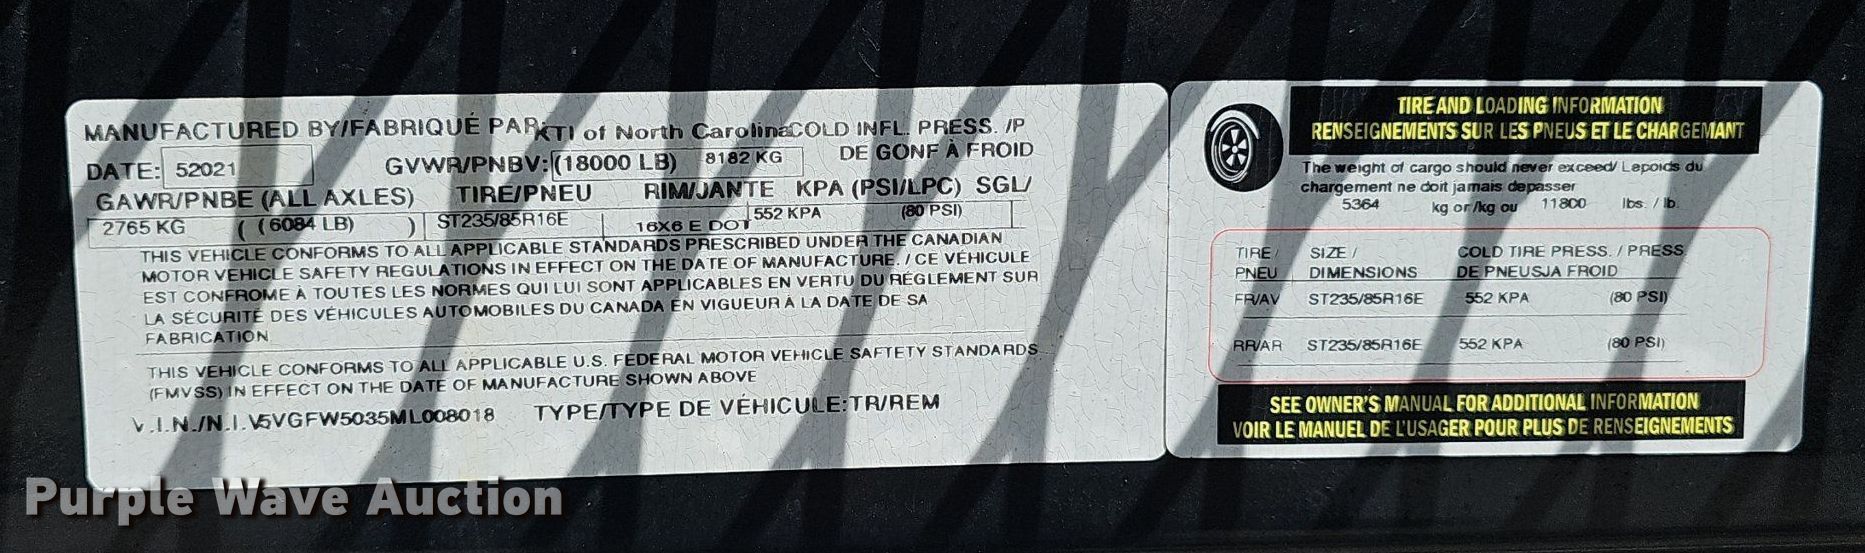 MANUFACTURED BY/FABRIQUÉ PAR KTI of North Carolina COLD INFL. PRESS. /P
DE GONF À FROID
DATE: 52021 GVWR/PNBV: (18000 LB) 8182 KG
GAWR/PNBE (ALL AXLES) TIRE/PNEU RIM/JANTE KPA (PSI/LPC) SGL/
2765 KG ( (6084 LB) ) ST235/85R16E 16X6 E DOT 552 KPA (80 PSI)
THIS VEHICLE CONFORMS TO ALL APPLICABLE STANDARDS PRESCRIBED UNDER THE CANADIAN
MOTOR VEHICLE SAFETY REGULATIONS IN EFFECT ON THE DATE OF MANUFACTURE. / CE VÉHICULE
EST CONFROME À TOUTES LES NORMES QUI LUI SONT APPLICABLES EN VERTU DU RÉGLEMENT SUR
LA SÉCURITÉ DES VÉHICULES AUTOMOBILES DU CANADA EN VIGUEUR À LA DATE DE SA
FABRICATION
THIS VEHICLE CONFORMS TO ALL APPLICABLE U.S. FEDERAL MOTOR VEHICLE SAFTETY STANDARDS
(FMVSS) IN EFFECT ON THE DATE OF MANUFACTURE SHOWN ABOVE
V.I.N./N.I.V 5VGFW5035ML008018 TYPE/TYPE DE VÉHICULE:TR/REM
TIRE AND LOADING INFORMATION
RENSEIGNEMENTS SUR LES PNEUS ET LE CHARGEMANT
The weight of cargo should never exceed/ Lepoids du
chargement ne doit jamais depasser
5364 kg or /kg ou 11800 lbs. / lb.
TIRE / SIZE / COLD TIRE PRESS. / PRESS.
PNEU DIMENSIONS DE PNEUSJA FROID
FR/AV ST235/85R16E 552 KPA (80 PSI)
RR/AR ST235/85R16E 552 KPA (80 PSI)
SEE OWNER'S MANUAL FOR ADDITIONAL INFORMATION
VOIR LE MANUEL DE L'USAGER POUR PLUS DE RENSEIGNEMENTS
Purple Wave Auction